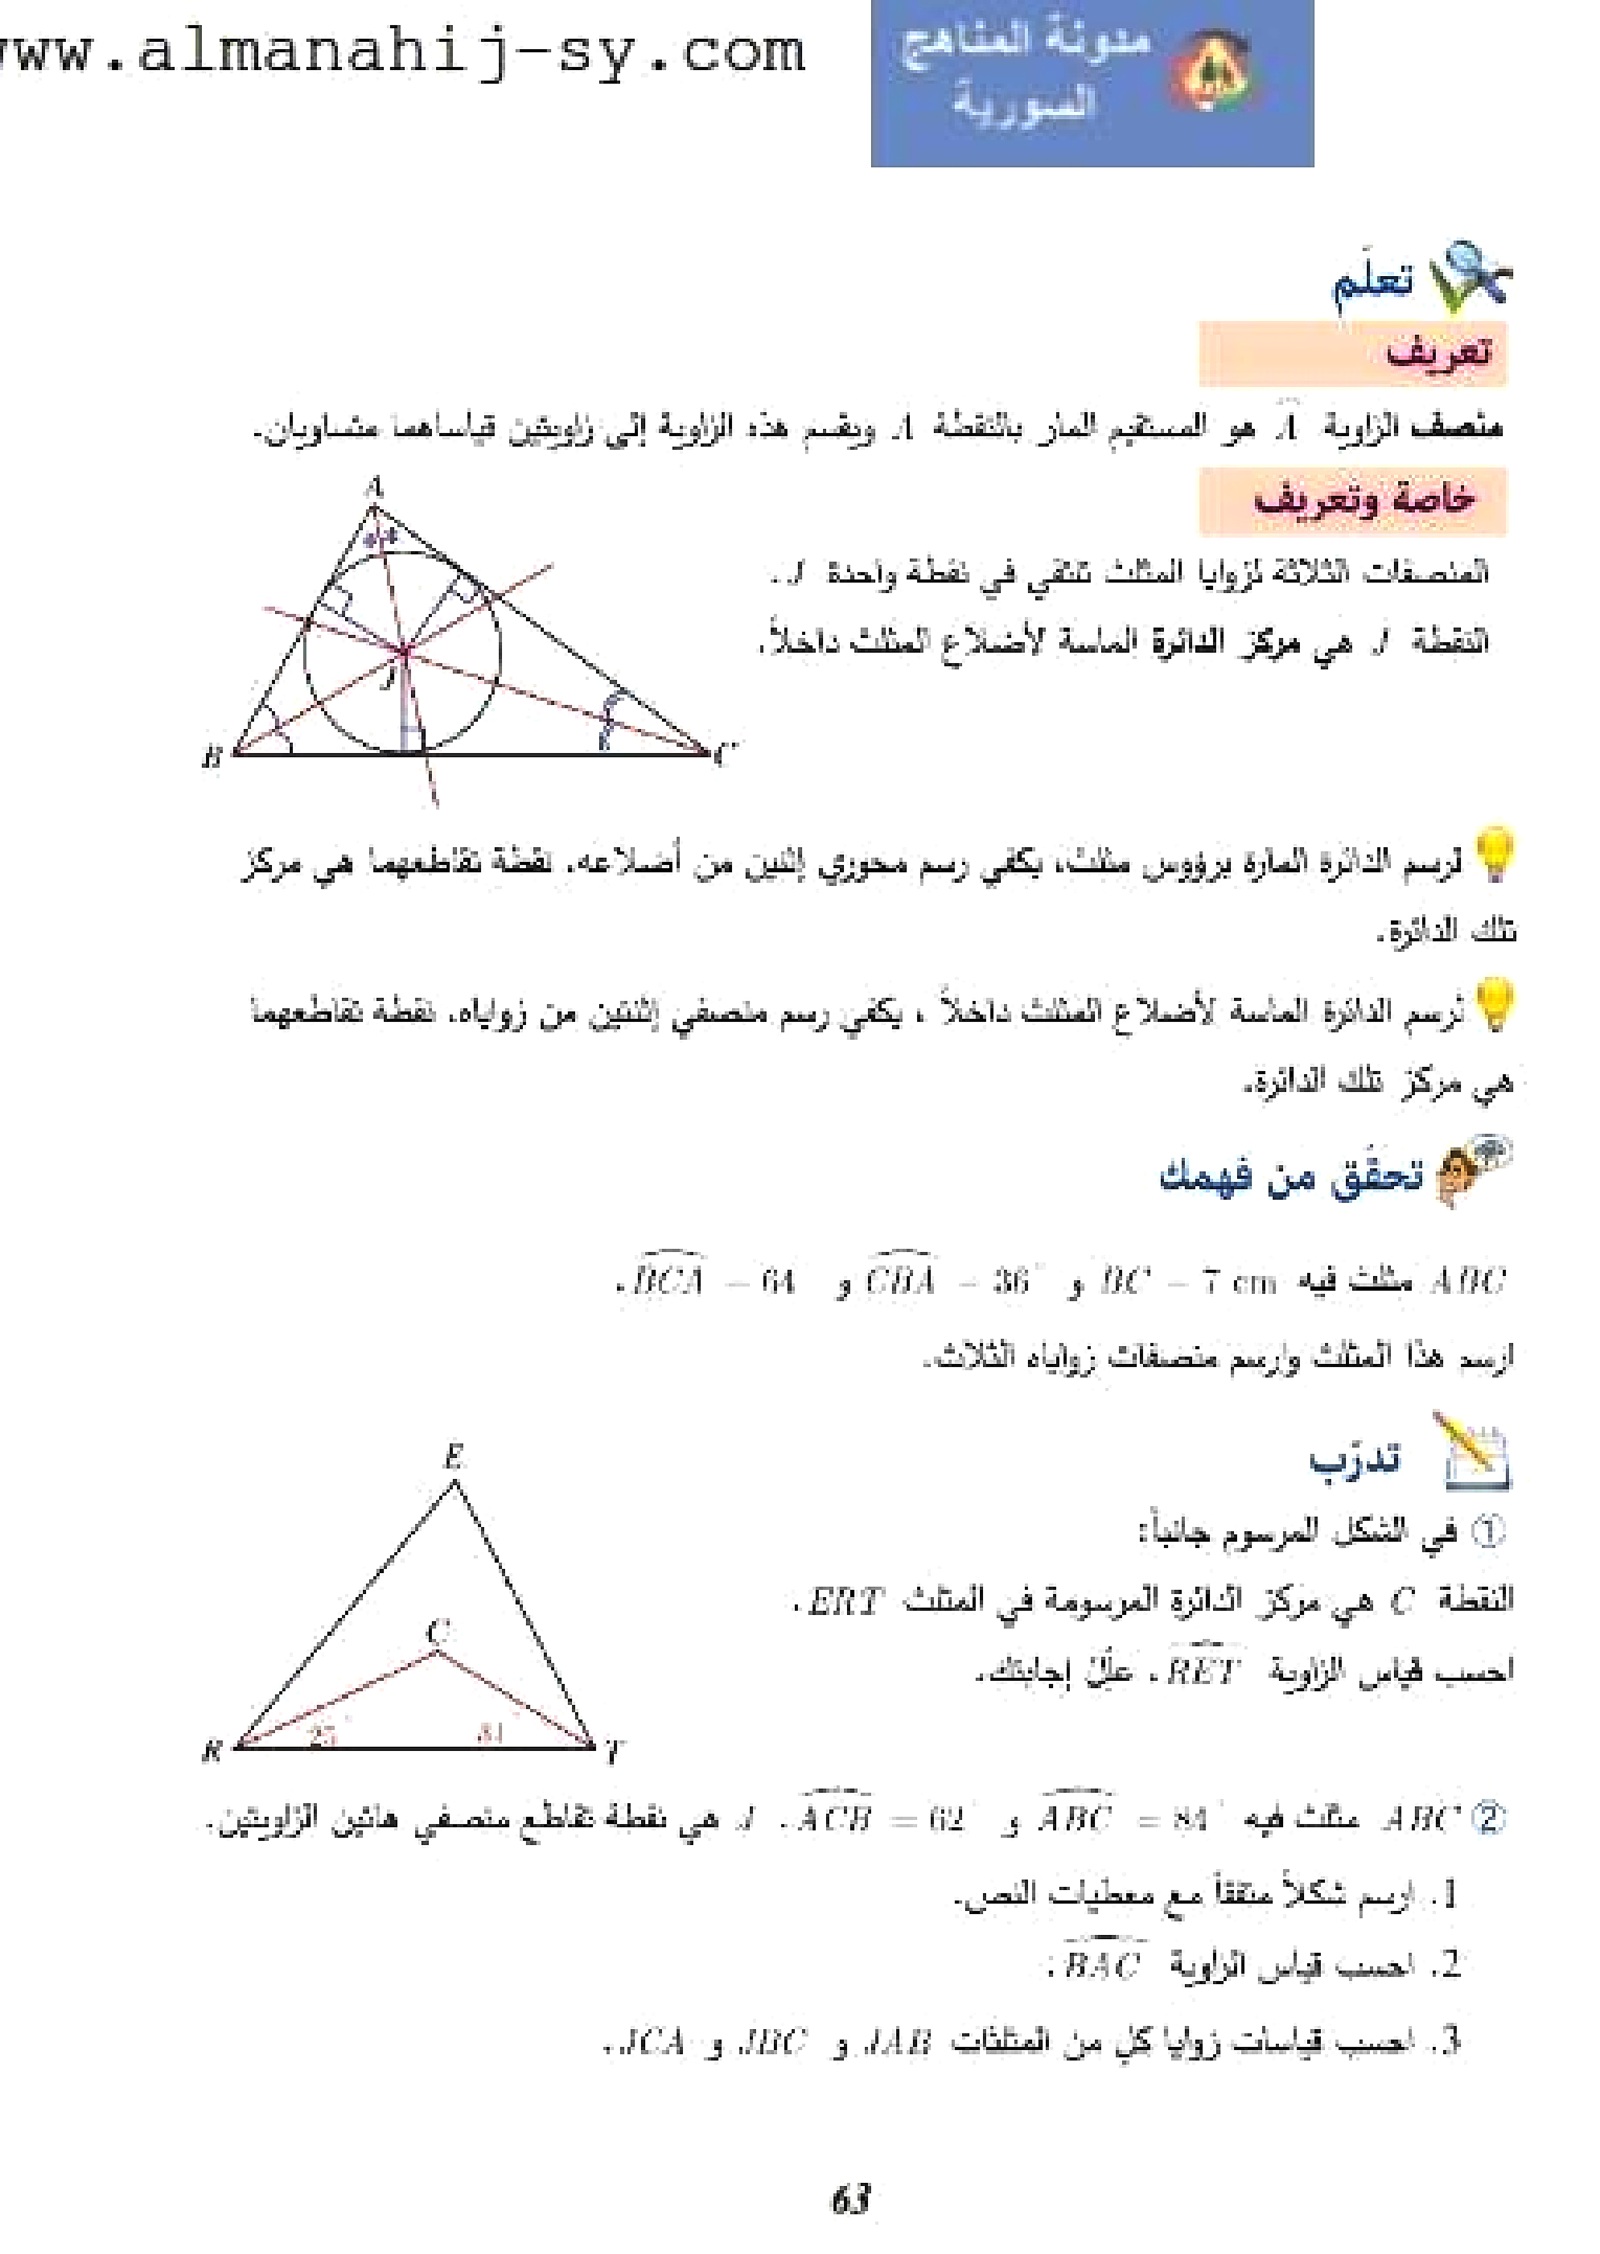 www.almanahij-sy.com
مدونة المناهج
السورية
تعلّم
تعريف
منصف الزاوية A هو المستقيم المار بالنقطة A ويقسم هذه الزاوية إلى زاويتين قياساهما متساويان.
خاصة وتعريف
المنصفات الثلاثة لزوايا المثلث تلتقي في نقطة واحدة J.
النقطة J هي مركز الدائرة الماسة لأضلاع المثلث داخلاً.
A
J
B
C
لرسم الدائرة المارة برؤوس مثلث، يكفي رسم محوري إثنين من أضلاعه. نقطة تقاطعهما هي مركز
تلك الدائرة.
لرسم الدائرة الماسة لأضلاع المثلث داخلاً ، يكفي رسم منصفي إثنتين من زواياه. نقطة تقاطعهما
هي مركز تلك الدائرة.
تحقّق من فهمك
ABC مثلث فيه BC = 7 cm و CBA = 36° و BCA = 64°.
ارسم هذا المثلث وارسم منصفات زواياه الثلاث.
تدرّب
① في الشكل المرسوم جانباً:
النقطة C هي مركز الدائرة المرسومة في المثلث ERT.
احسب قياس الزاوية RET. علّل إجابتك.
E
C
25°
R
T
② ABC مثلث فيه ABC = 84° و ACB = 62°. J هي نقطة تقاطع منصفي هاتين الزاويتين.
1. ارسم شكلاً متفقاً مع معطيات النص.
2. احسب قياس الزاوية BAC.
3. احسب قياسات زوايا كل من المثلثات JAB و JBC و JCA.
63